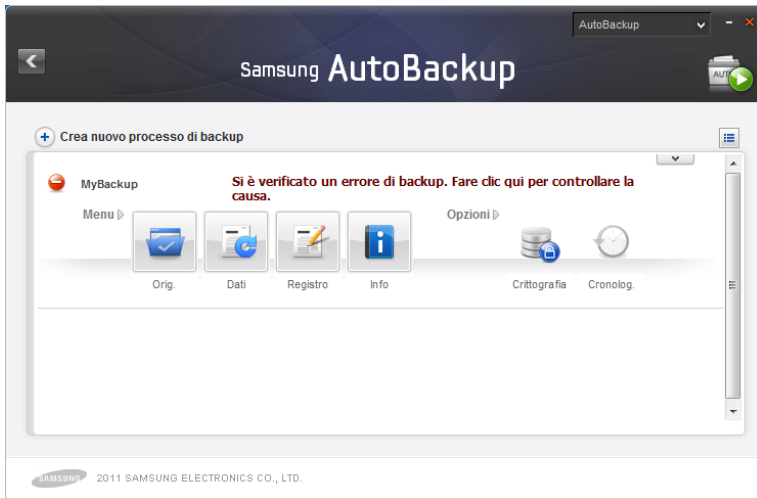 AutoBackup
Samsung AutoBackup
AUT
Crea nuovo processo di backup
MyBackup
Si è verificato un errore di backup. Fare clic qui per controllare la
causa.
Menu
Opzioni
Orig.
Dati
Registro
Info
Crittografia
Cronolog.
SAMSUNG
2011 SAMSUNG ELECTRONICS CO., LTD.